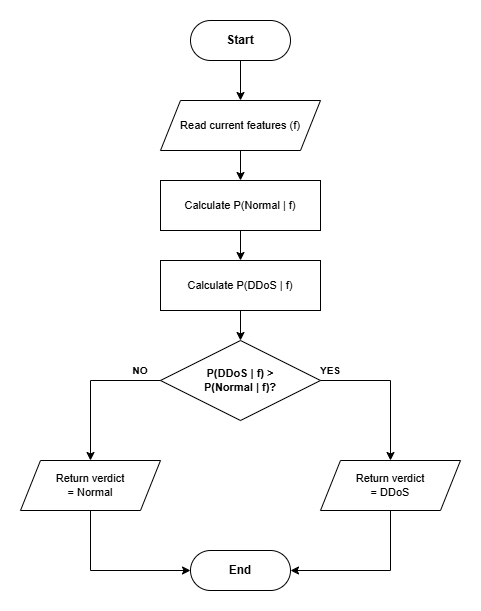 Start
Read current features (f)
Calculate P(Normal | f)
Calculate P(DDoS | f)
P(DDoS | f) >
P(Normal | f)?
NO
YES
Return verdict
= Normal
Return verdict
= DDoS
End